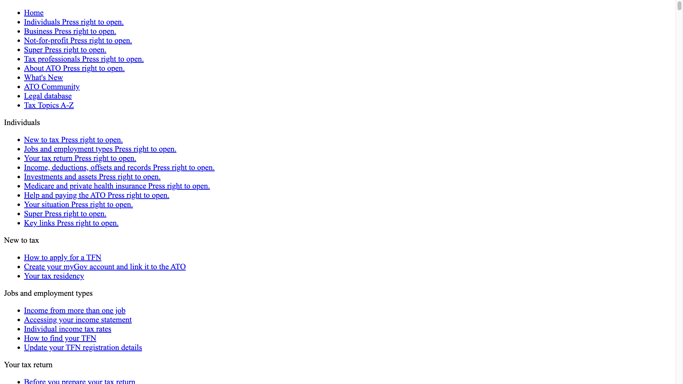 Home
Individuals Press right to open.
Business Press right to open.
Not-for-profit Press right to open.
Super Press right to open.
Tax professionals Press right to open.
About ATO Press right to open.
What's New
ATO Community
Legal database
Tax Topics A-Z
Individuals
New to tax Press right to open.
Jobs and employment types Press right to open.
Your tax return Press right to open.
Income, deductions, offsets and records Press right to open.
Investments and assets Press right to open.
Medicare and private health insurance Press right to open.
Help and paying the ATO Press right to open.
Your situation Press right to open.
Super Press right to open.
Key links Press right to open.
New to tax
How to apply for a TFN
Create your myGov account and link it to the ATO
Your tax residency
Jobs and employment types
Income from more than one job
Accessing your income statement
Individual income tax rates
How to find your TFN
Update your TFN registration details
Your tax return
Before you prepare your tax return